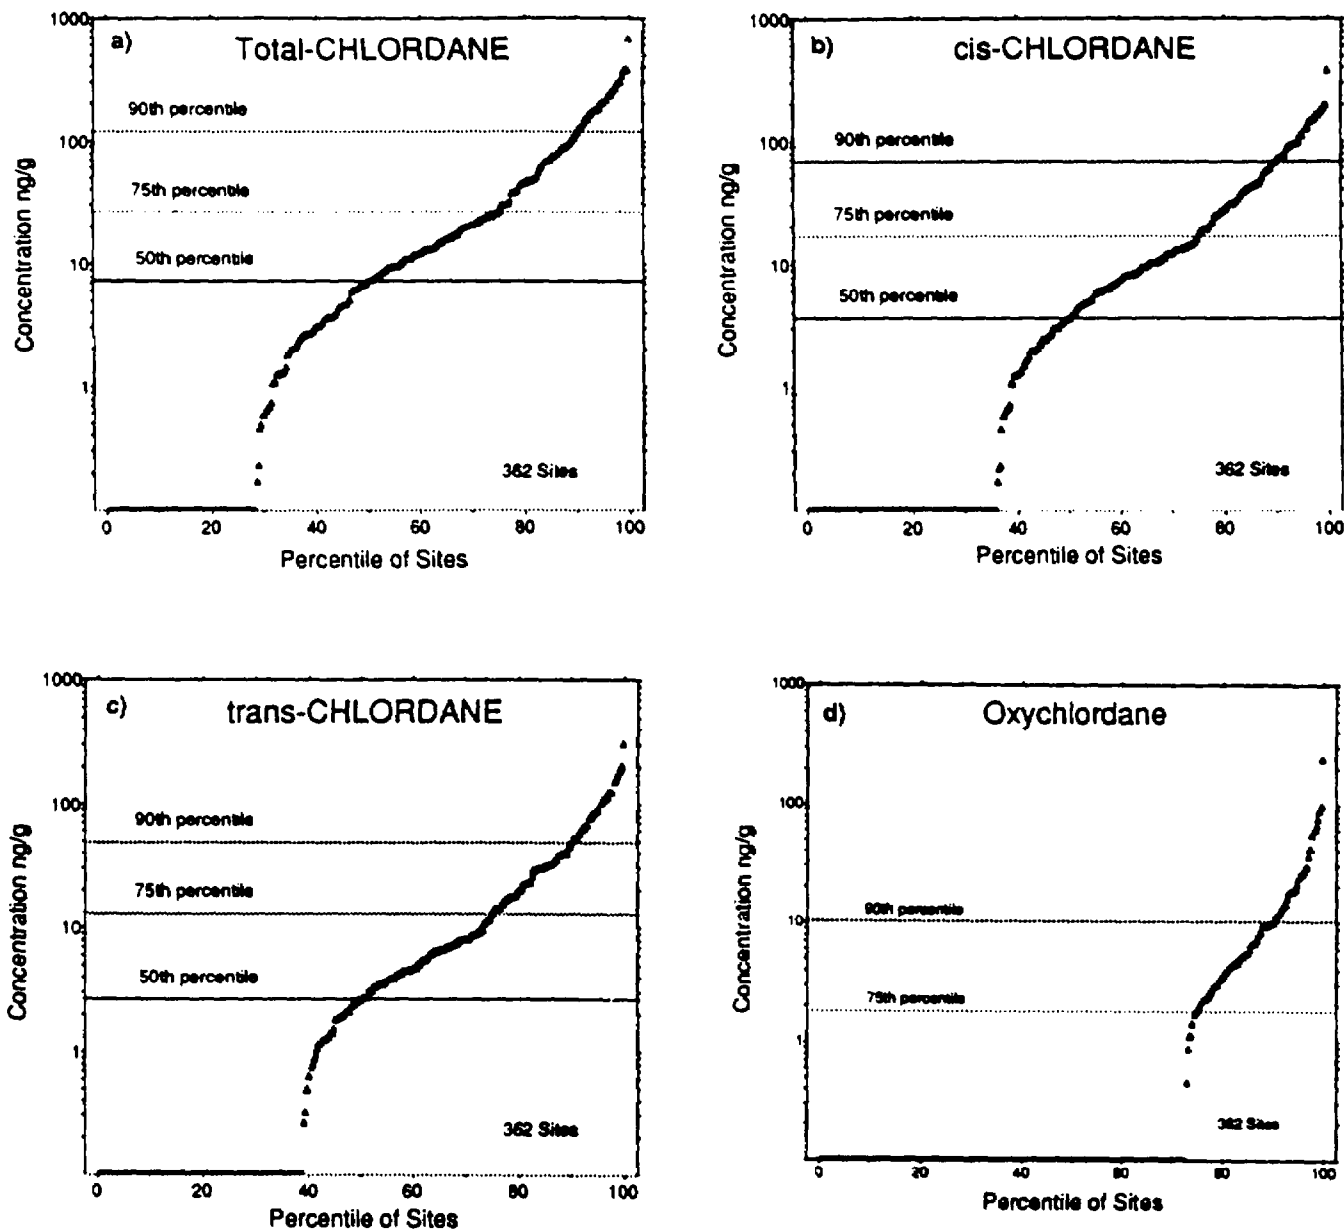 a) Total-CHLORDANE
1000
90th percentile
100
75th percentile
50th percentile
10
1
362 Sites
0 20 40 60 80 100
Concentration ng/g
Percentile of Sites
b) cis-CHLORDANE
1000
90th percentile
100
75th percentile
10
50th percentile
1
362 Sites
0 20 40 60 80 100
Concentration ng/g
Percentile of Sites
c) trans-CHLORDANE
1000
100
90th percentile
75th percentile
10
50th percentile
1
362 Sites
0 20 40 60 80 100
Concentration ng/g
Percentile of Sites
d) Oxychlordane
1000
100
90th percentile
10
75th percentile
1
362 Sites
0 20 40 60 80 100
Concentration ng/g
Percentile of Sites